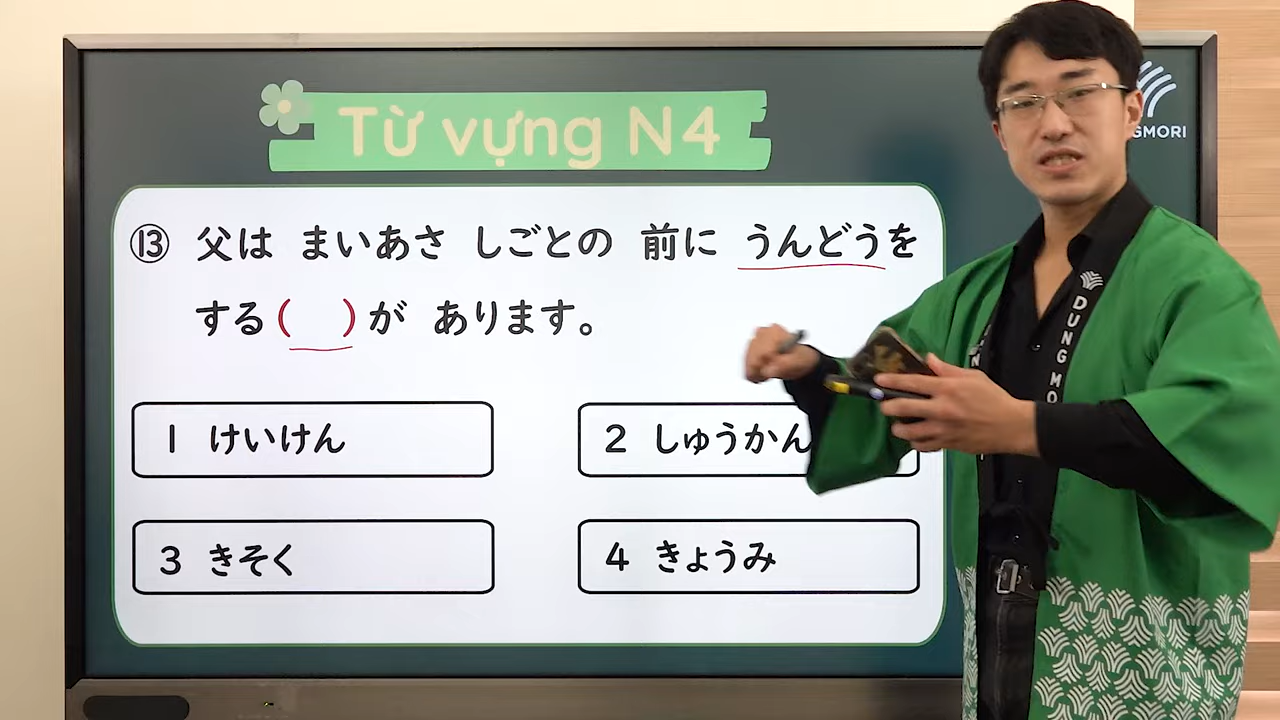 Từ vựng N4
GMORI
⑬ 父は まいあさ しごとの 前に うんどうを
する( )が あります。
1 けいけん
2 しゅうかん
3 きそく
4 きょうみ
DUNG MO